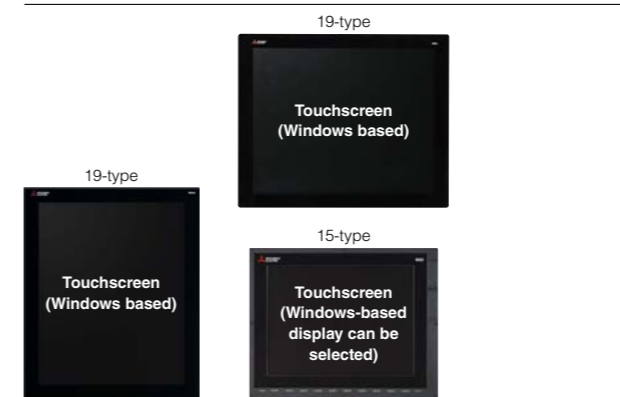 19-type
Touchscreen
(Windows based)
19-type
Touchscreen
(Windows based)
15-type
Touchscreen
(Windows-based
display can be
selected)